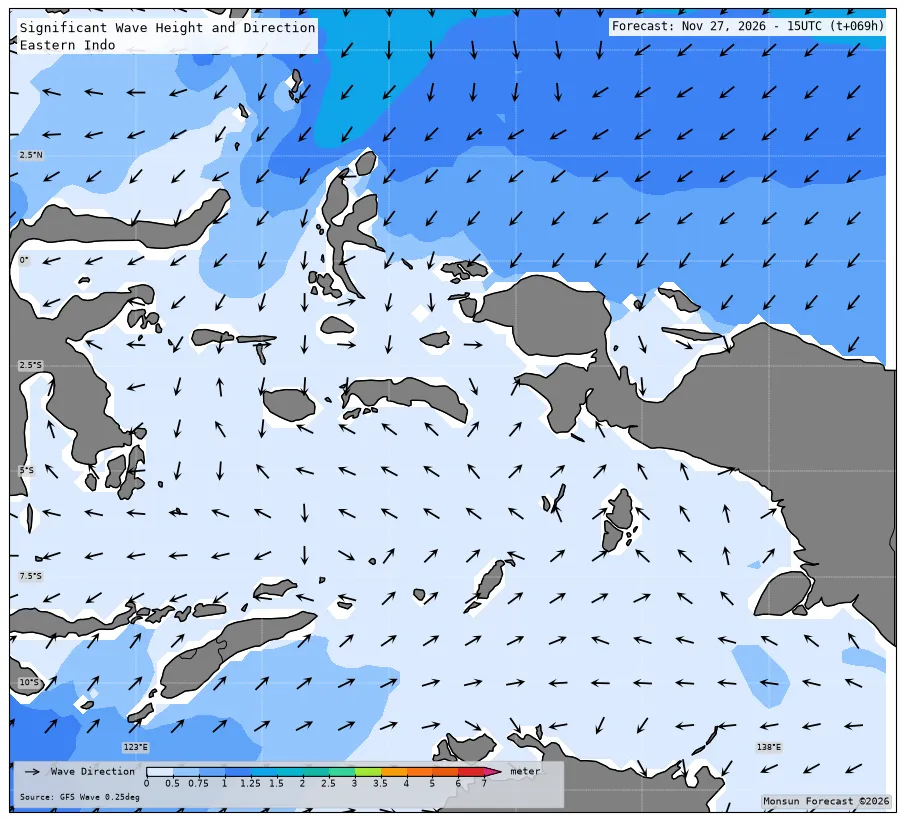 Significant Wave Height and Direction
Eastern Indo
Forecast: Nov 27, 2026 - 15UTC (t+069h)
2.5°N
0°
2.5°S
5°S
7.5°S
10°S
123°E
138°E
Wave Direction
meter
0 0.5 0.75 1 1.25 1.5 2 2.5 3 3.5 4 5 6 7
Source: GFS Wave 0.25deg
Monsun Forecast ©2026